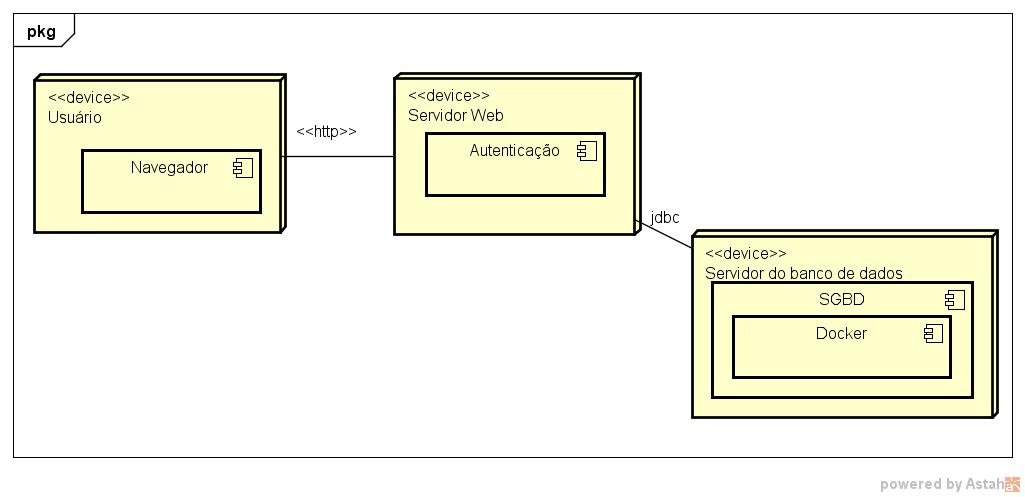 pkg
<<device>>
Usuário
Navegador
<<http>>
<<device>>
Servidor Web
Autenticação
jdbc
<<device>>
Servidor do banco de dados
SGBD
Docker
powered by Astah